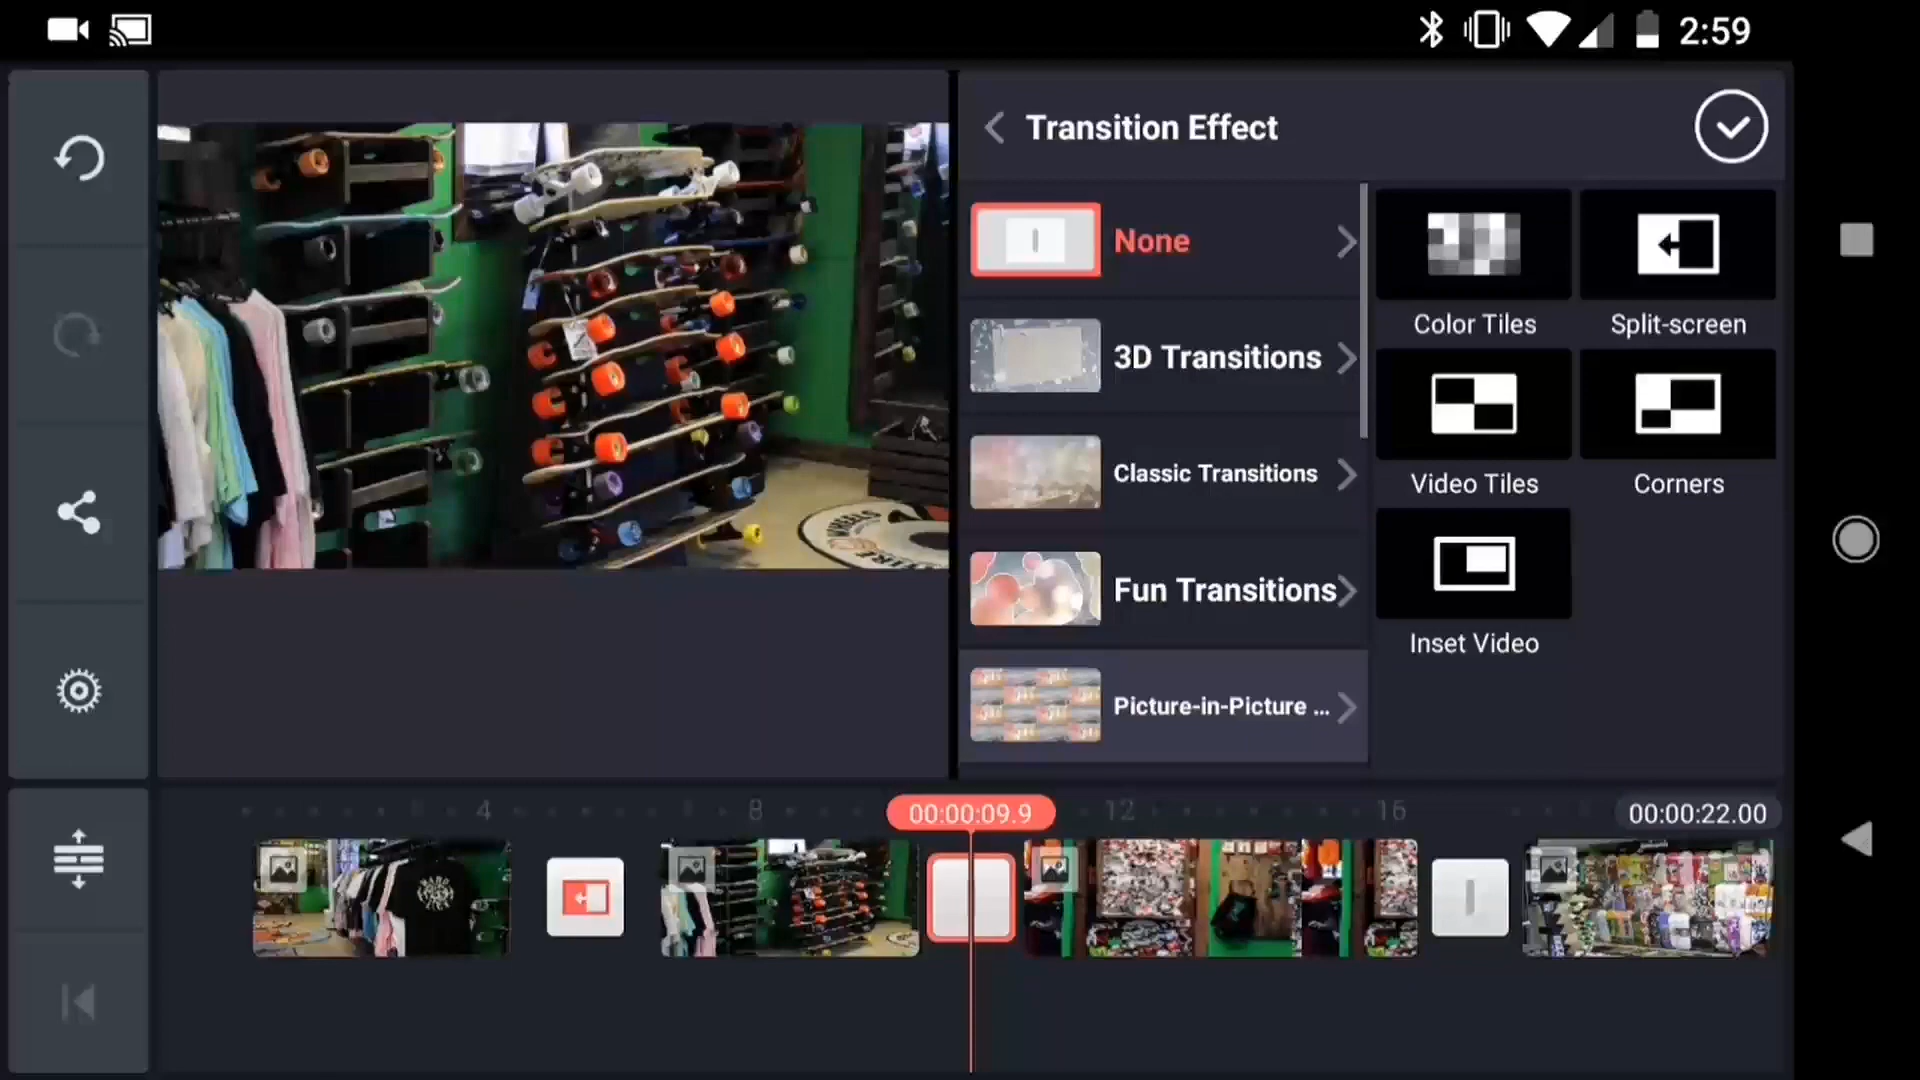 2:59
Transition Effect
None
3D Transitions
Classic Transitions
Fun Transitions
Picture-in-Picture ...
Color Tiles
Split-screen
Video Tiles
Corners
Inset Video
4
8
00:00:09.9
12
16
00:00:22.00
WHEELS